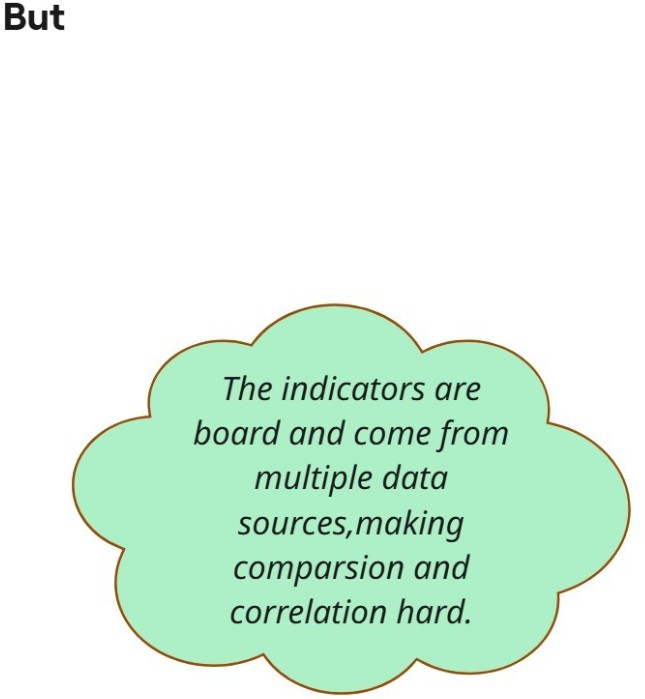 But
The indicators are
board and come from
multiple data
sources,making
comparsion and
correlation hard.